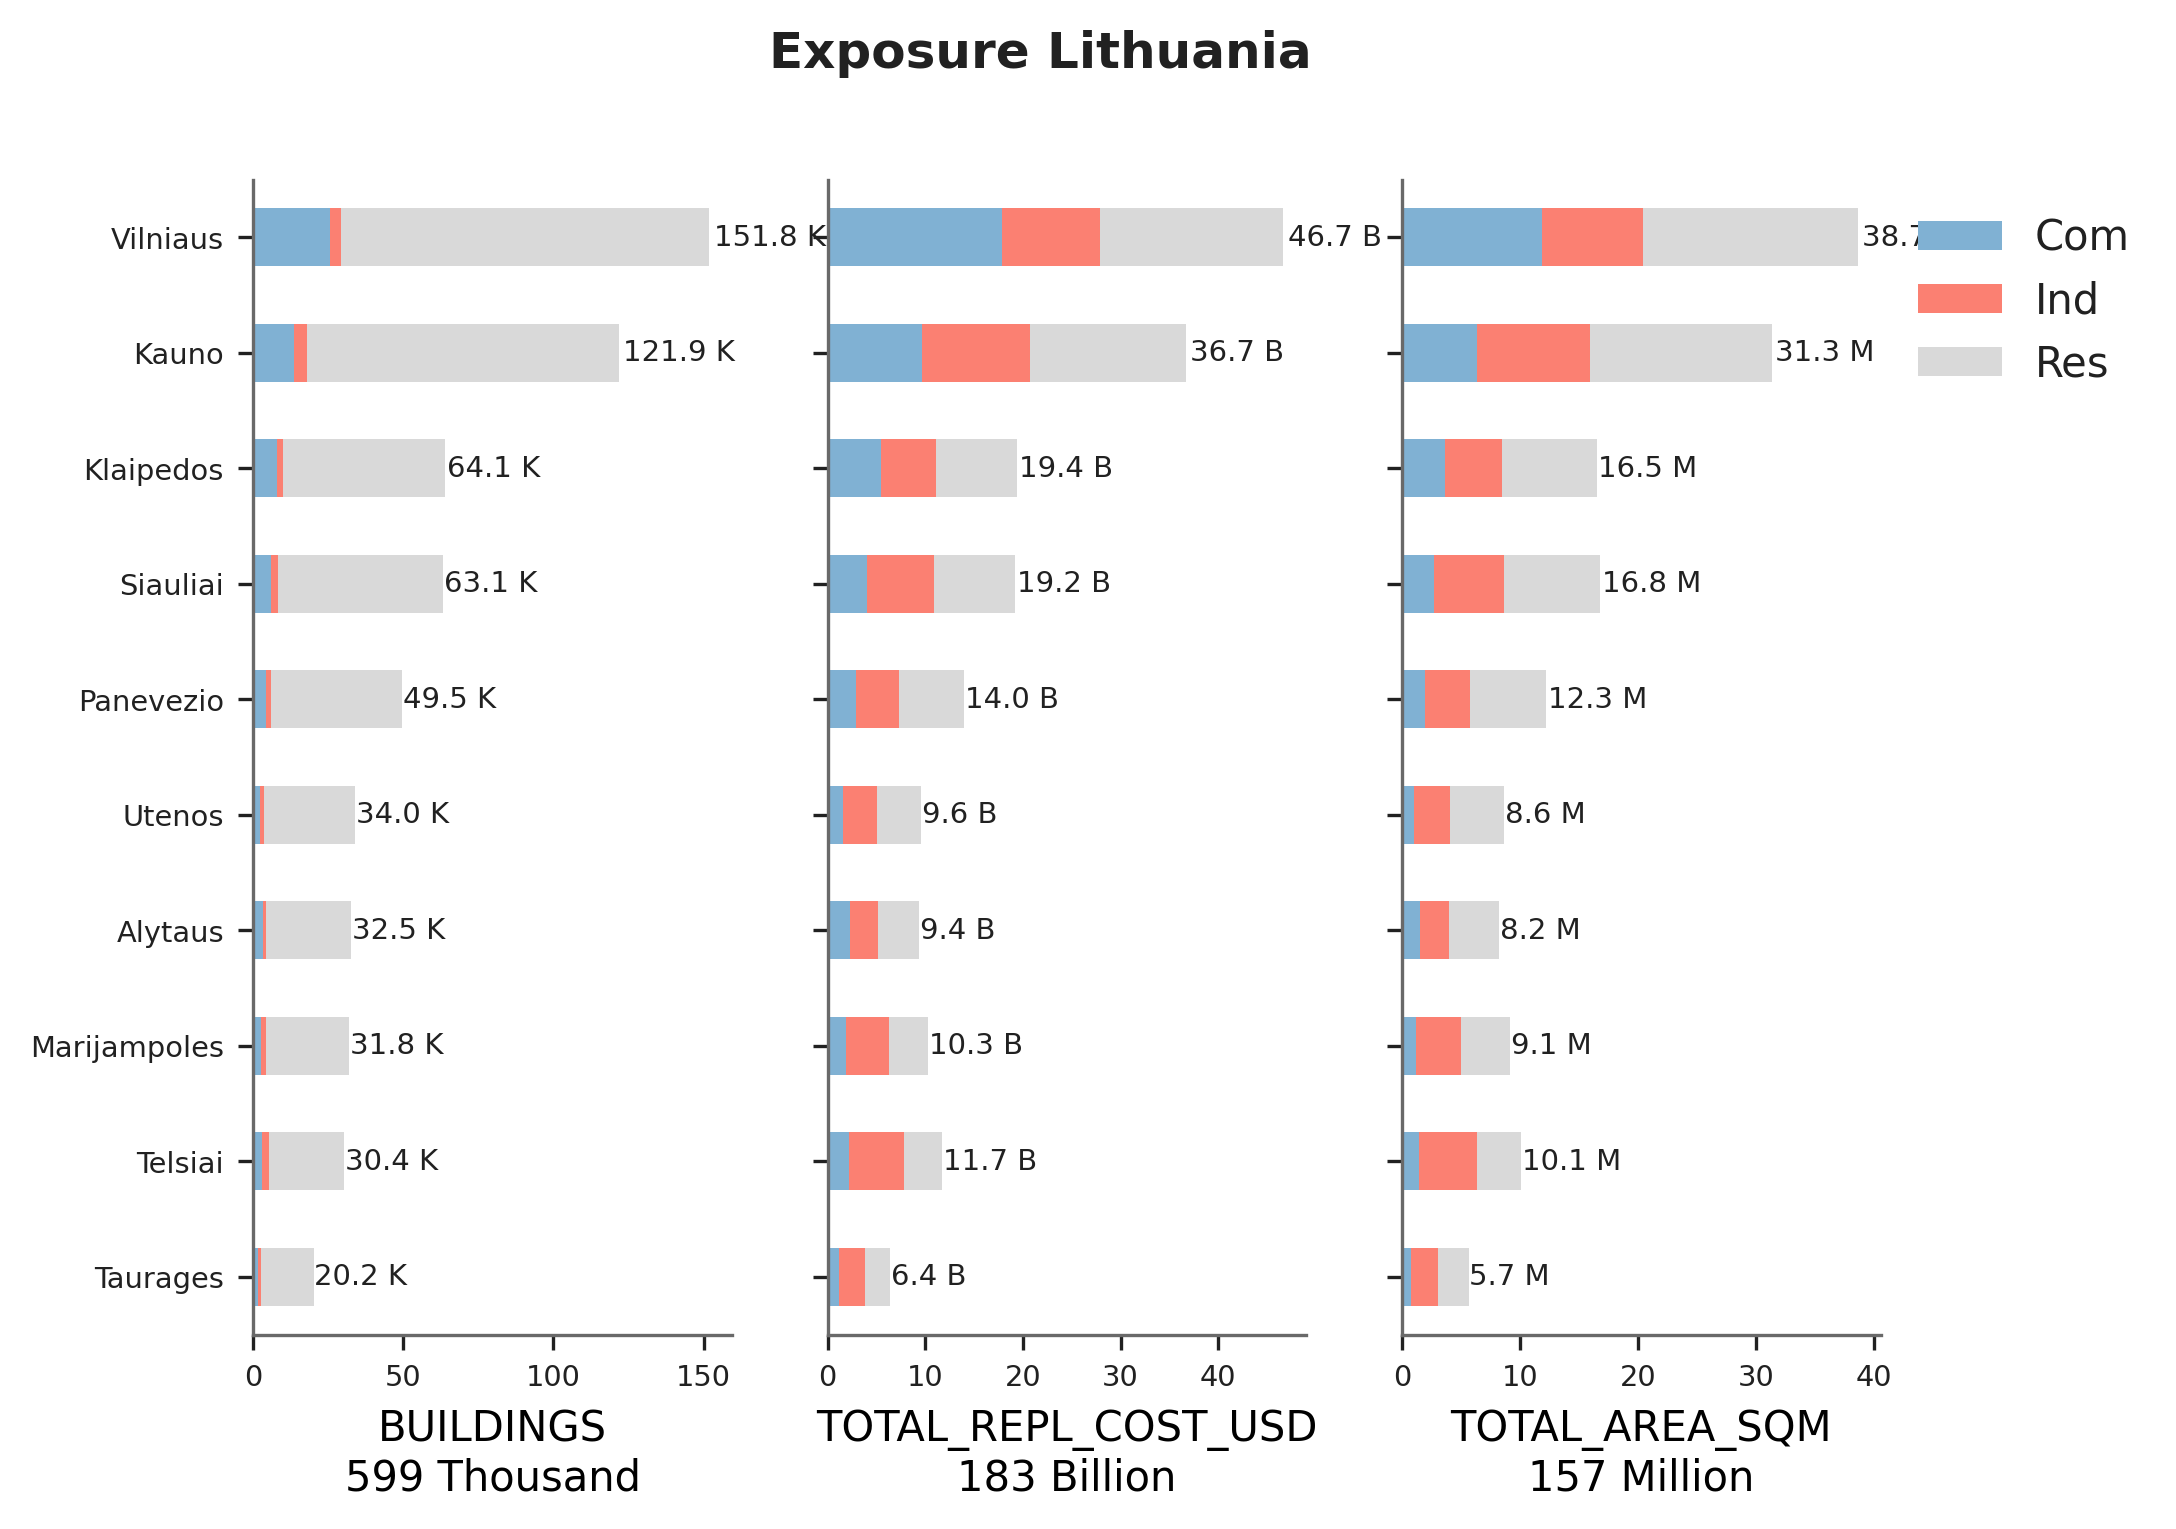 Exposure Lithuania
Vilniaus 151.8 K 46.7 B 38.7
Kauno 121.9 K 36.7 B 31.3 M
Klaipedos 64.1 K 19.4 B 16.5 M
Siauliai 63.1 K 19.2 B 16.8 M
Panevezio 49.5 K 14.0 B 12.3 M
Utenos 34.0 K 9.6 B 8.6 M
Alytaus 32.5 K 9.4 B 8.2 M
Marijampoles 31.8 K 10.3 B 9.1 M
Telsiai 30.4 K 11.7 B 10.1 M
Taurages 20.2 K 6.4 B 5.7 M
0 50 100 150
BUILDINGS
599 Thousand
0 10 20 30 40
TOTAL_REPL_COST_USD
183 Billion
0 10 20 30 40
TOTAL_AREA_SQM
157 Million
Com
Ind
Res